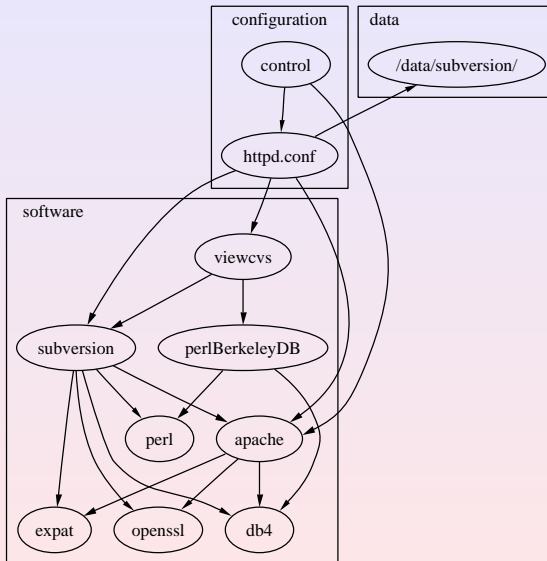 configuration
data
control
/data/subversion/
httpd.conf
software
viewcvs
subversion
perlBerkeleyDB
perl
apache
expat
openssl
db4